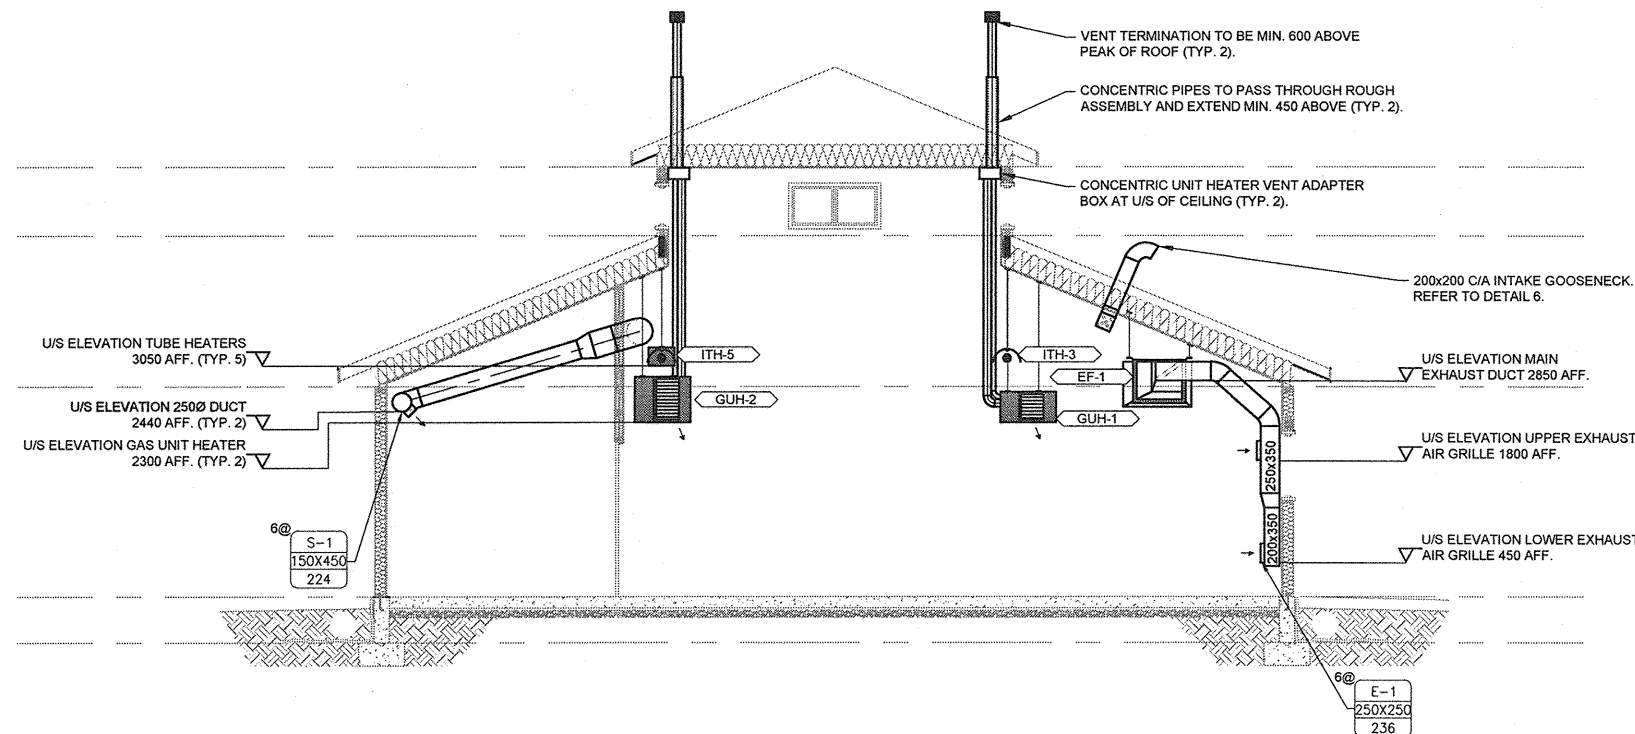 VENT TERMINATION TO BE MIN. 600 ABOVE
PEAK OF ROOF (TYP. 2).
CONCENTRIC PIPES TO PASS THROUGH ROUGH
ASSEMBLY AND EXTEND MIN. 450 ABOVE (TYP. 2).
CONCENTRIC UNIT HEATER VENT ADAPTER
BOX AT U/S OF CEILING (TYP. 2).
200x200 C/A INTAKE GOOSENECK.
REFER TO DETAIL 6.
U/S ELEVATION TUBE HEATERS
3050 AFF. (TYP. 5)
ITH-5
ITH-3
EF-1
U/S ELEVATION MAIN
EXHAUST DUCT 2850 AFF.
U/S ELEVATION 250Ø DUCT
2440 AFF. (TYP. 2)
GUH-2
GUH-1
U/S ELEVATION GAS UNIT HEATER
2300 AFF. (TYP. 2)
U/S ELEVATION UPPER EXHAUST
AIR GRILLE 1800 AFF.
250x350
200x350
U/S ELEVATION LOWER EXHAUST
AIR GRILLE 450 AFF.
6@
S-1
150X450
224
6@
E-1
250X250
236